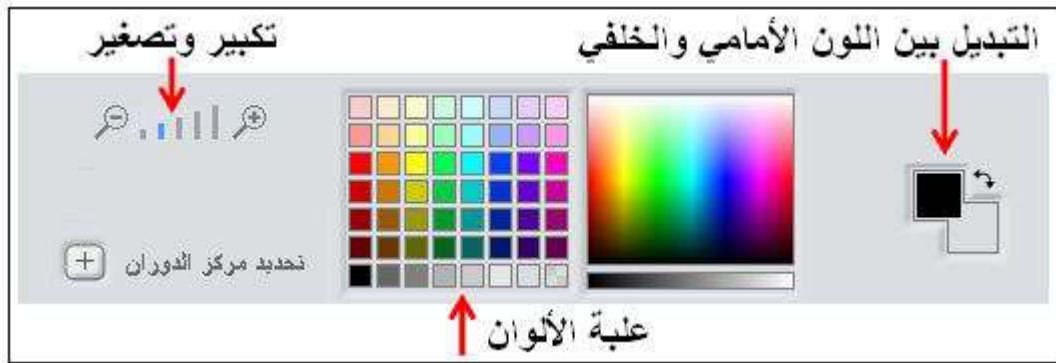 التبديل بين اللون الأمامي والخلفي
تكبير وتصغير
تحديد مركز الدوران
علبة الألوان